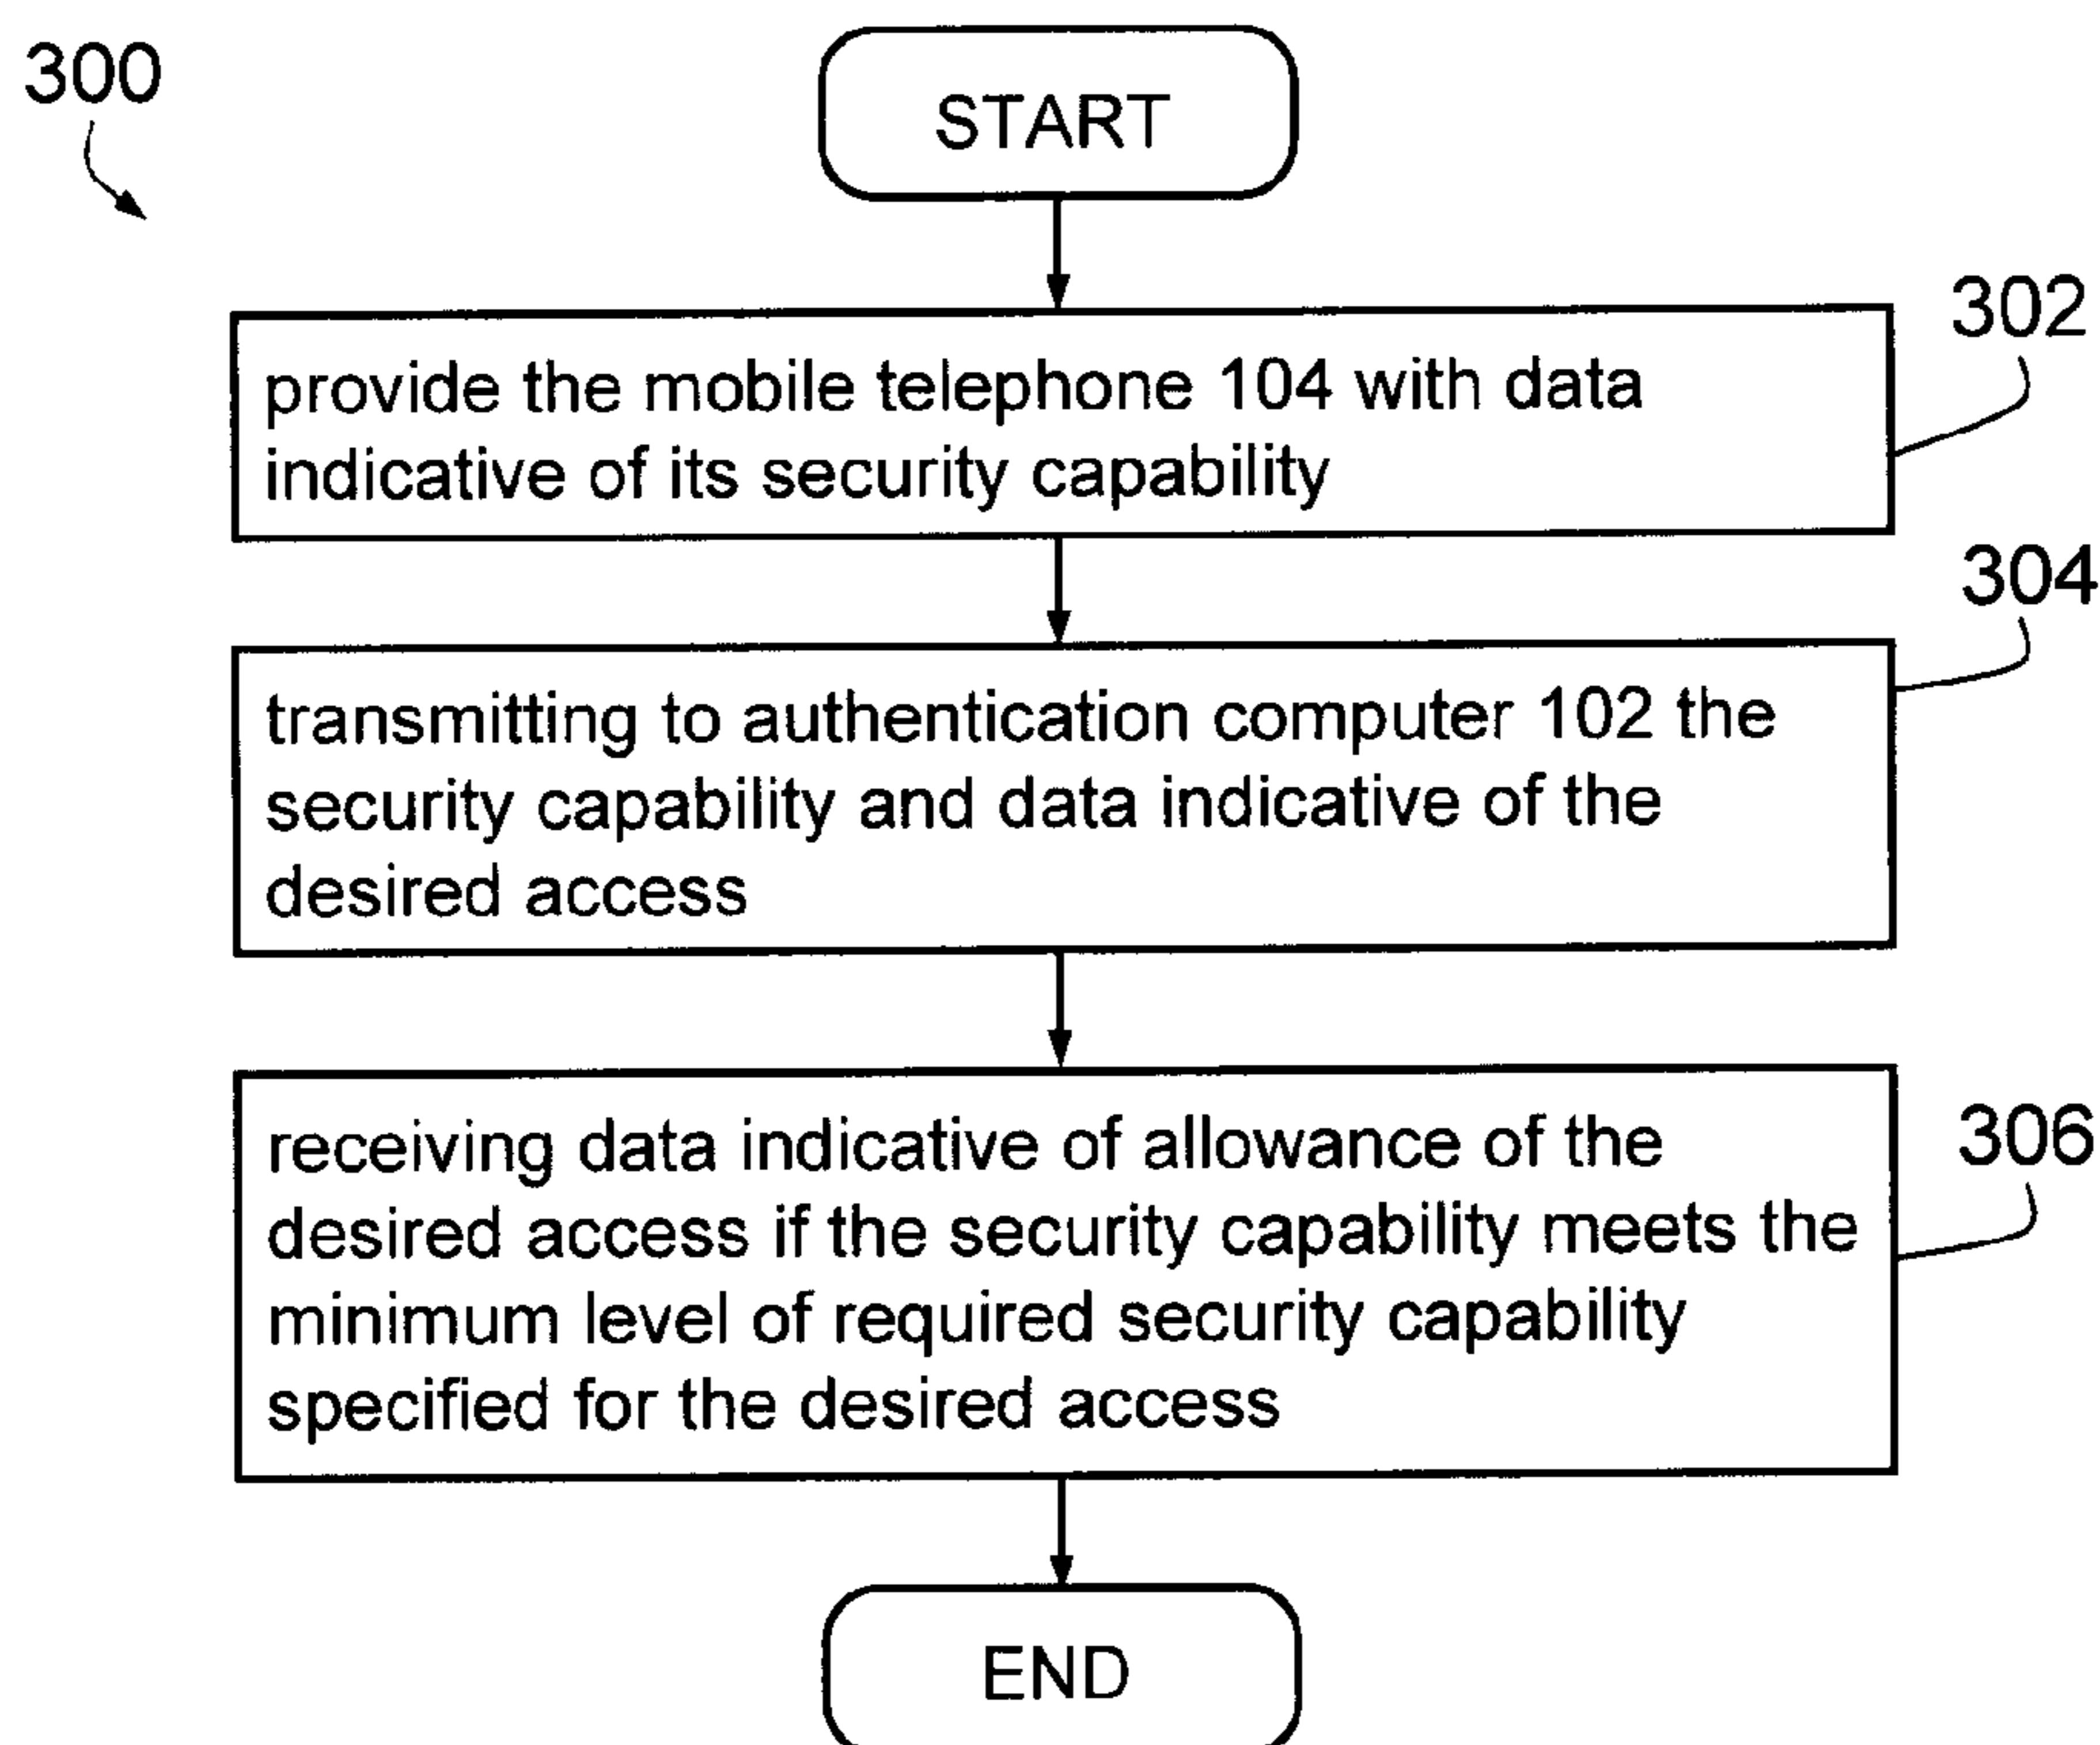 300
START
302
provide the mobile telephone 104 with data
indicative of its security capability
304
transmitting to authentication computer 102 the
security capability and data indicative of the
desired access
306
receiving data indicative of allowance of the
desired access if the security capability meets the
minimum level of required security capability
specified for the desired access
END